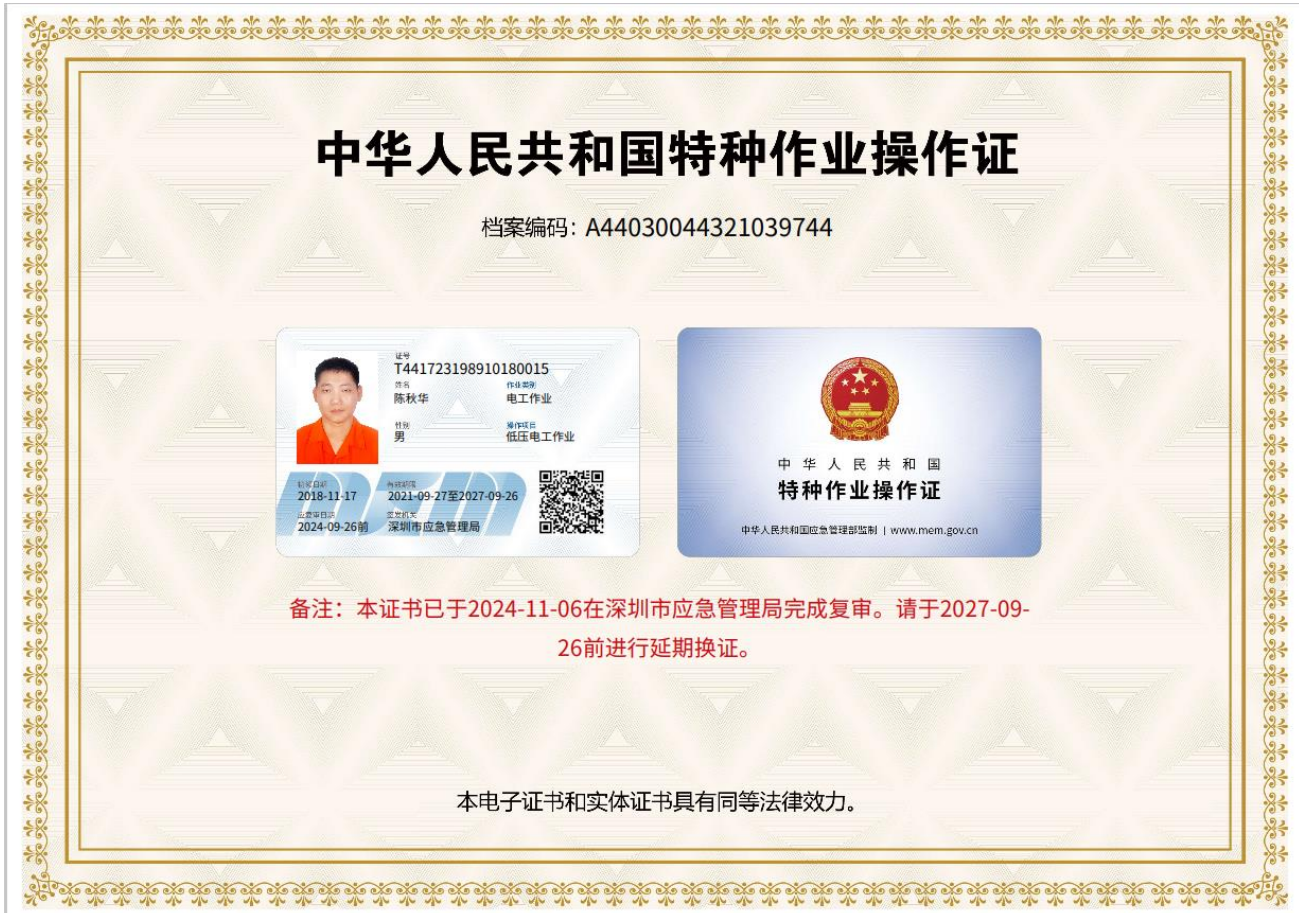 中华人民共和国特种作业操作证
档案编码：A44030044321039744
证号
T441723198910180015
姓名
作业类别
陈秋华
电工作业
性别
操作项目
男
低压电工作业
初领日期
有效期限
2018-11-17
2021-09-27至2027-09-26
应复审日期
签发机关
2024-09-26前
深圳市应急管理局
中华人民共和国
特种作业操作证
中华人民共和国应急管理部监制 | www.mem.gov.cn
备注：本证书已于2024-11-06在深圳市应急管理局完成复审。请于2027-09-
26前进行延期换证。
本电子证书和实体证书具有同等法律效力。